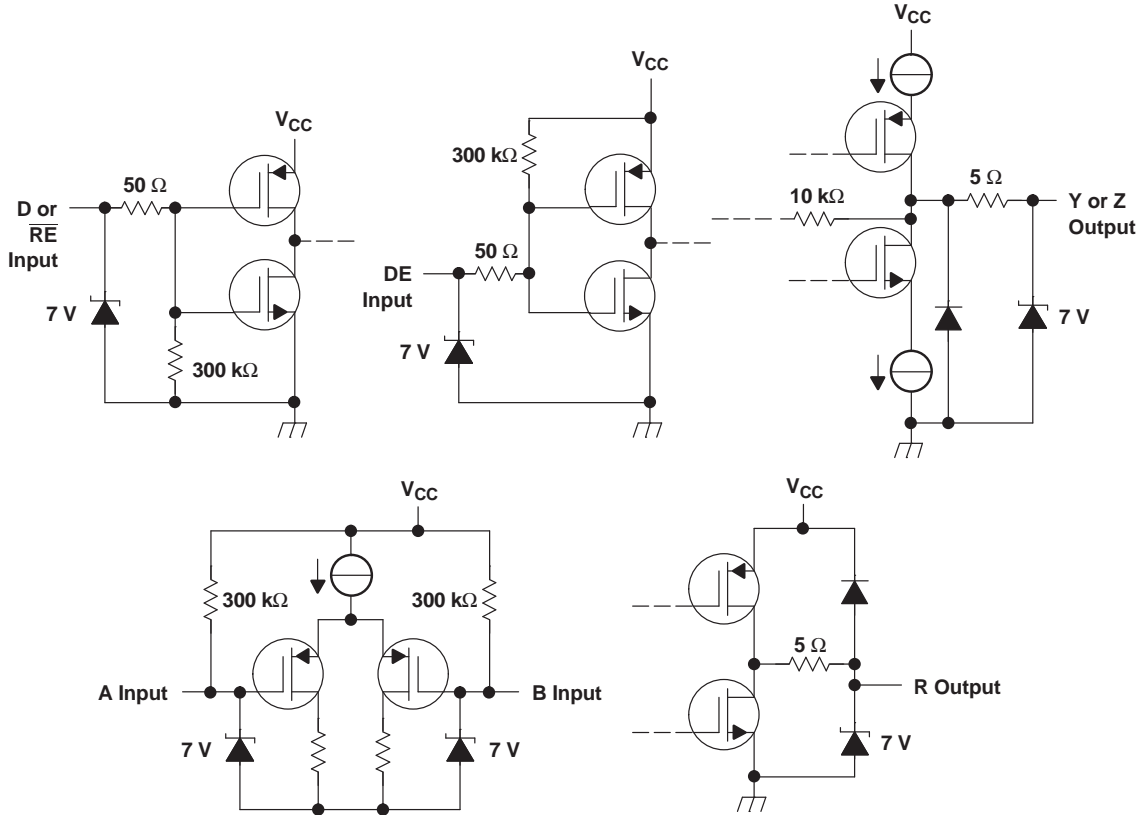 VCC
50 Ω
D or
RE
Input
7 V
300 kΩ
VCC
300 kΩ
50 Ω
DE
Input
7 V
VCC
10 kΩ
5 Ω
Y or Z
Output
7 V
VCC
300 kΩ
300 kΩ
A Input
B Input
7 V
7 V
VCC
5 Ω
R Output
7 V